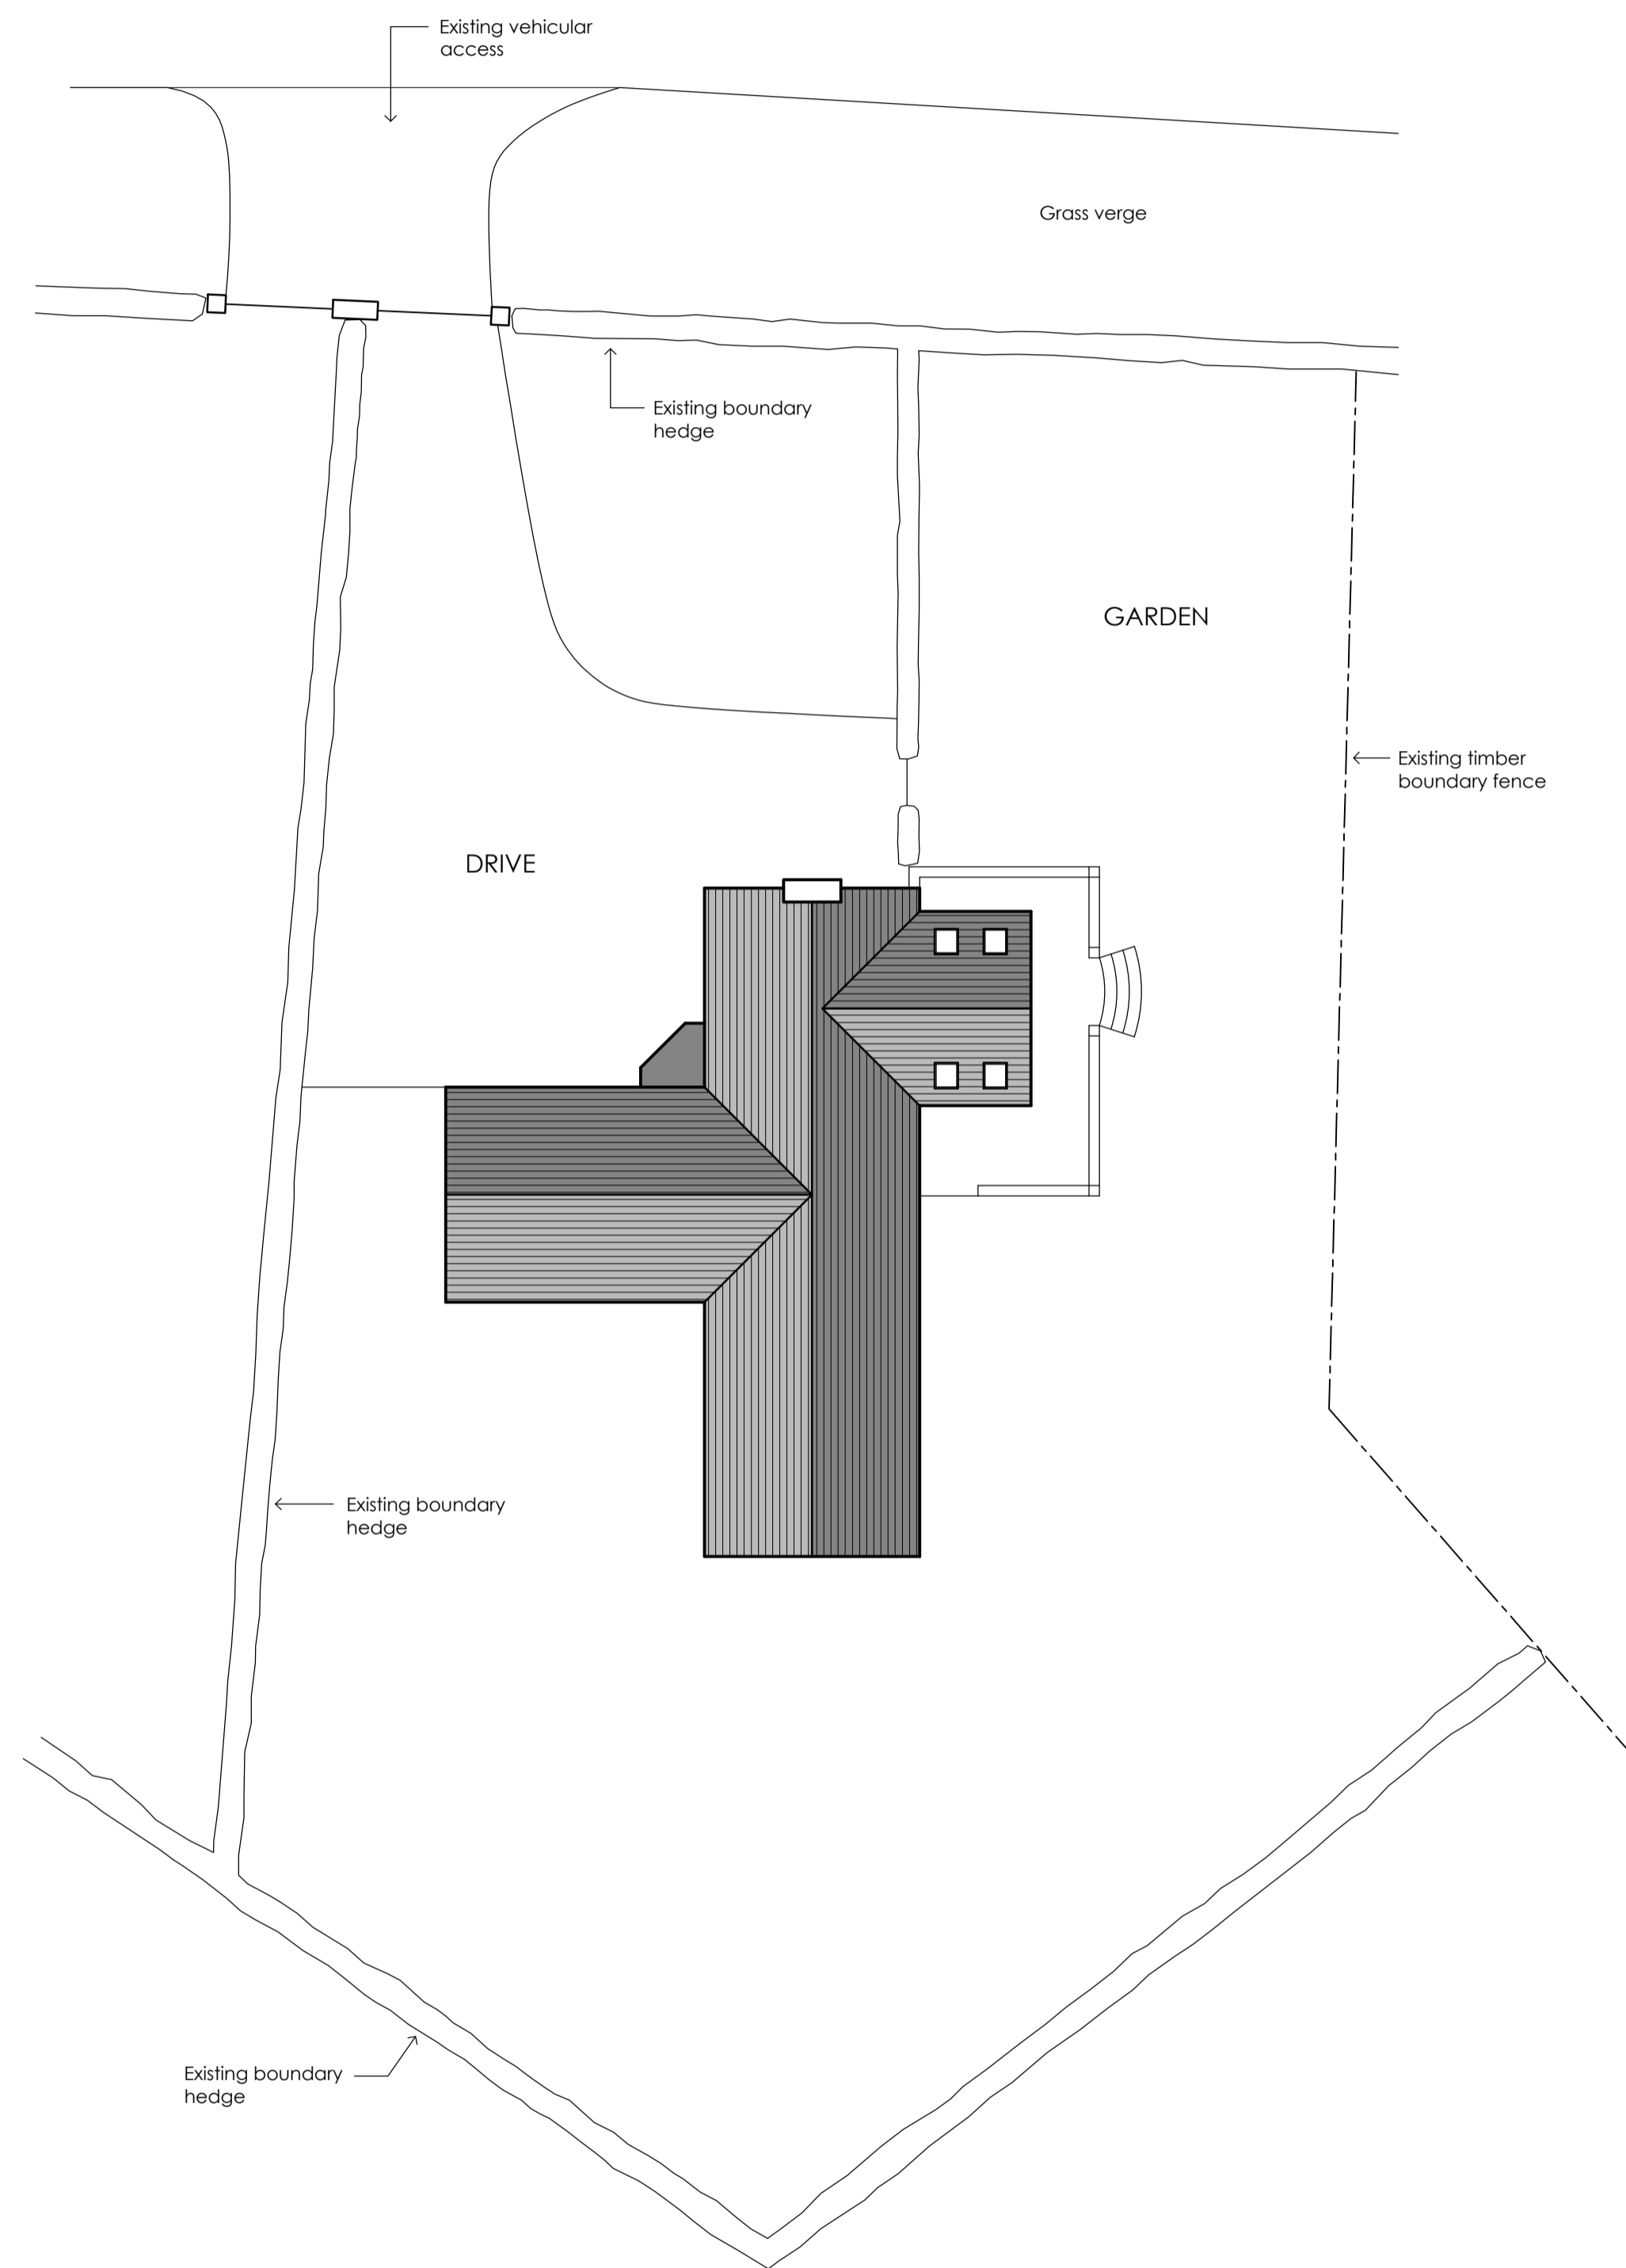 Existing vehicular
access
Grass verge
Existing boundary
hedge
GARDEN
Existing timber
boundary fence
DRIVE
Existing boundary
hedge
Existing boundary
hedge